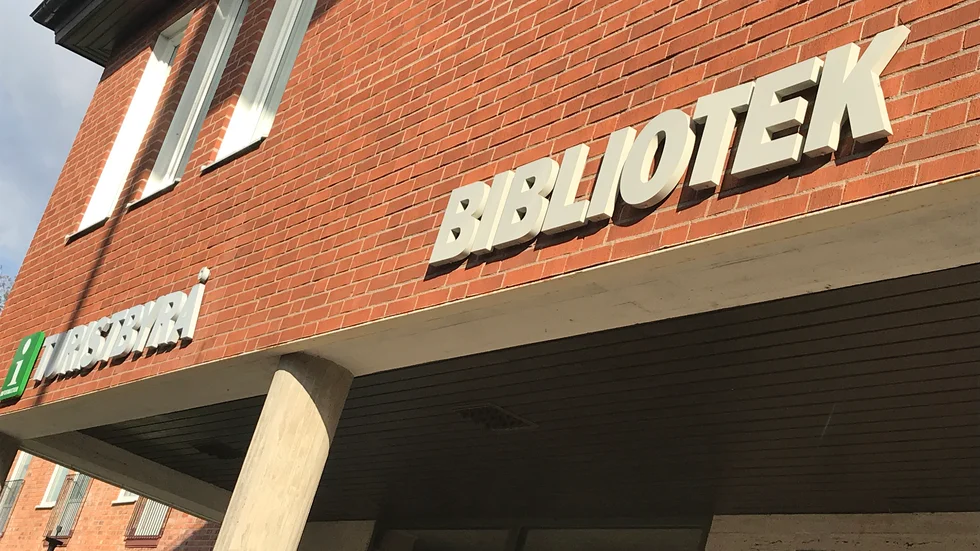 i TURISTBYRÅ
BIBLIOTEK